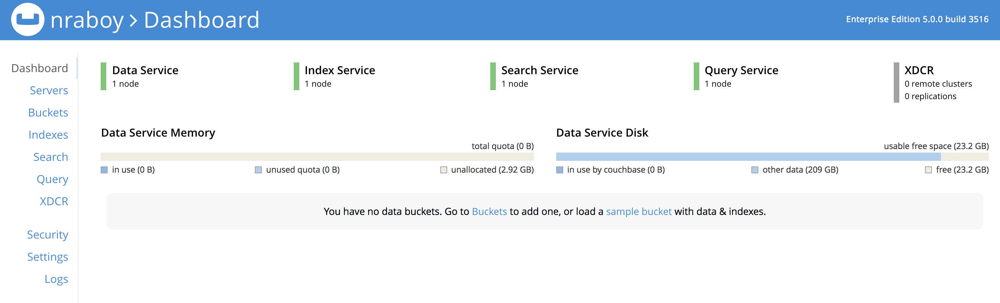 nraboy > Dashboard
Enterprise Edition 5.0.0 build 3516
Dashboard
Servers
Buckets
Indexes
Search
Query
XDCR
Security
Settings
Logs
Data Service
1 node
Index Service
1 node
Search Service
1 node
Query Service
1 node
XDCR
0 remote clusters
0 replications
Data Service Memory
total quota (0 B)
in use (0 B)
unused quota (0 B)
unallocated (2.92 GB)
Data Service Disk
usable free space (23.2 GB)
in use by couchbase (0 B)
other data (209 GB)
free (23.2 GB)
You have no data buckets. Go to Buckets to add one, or load a sample bucket with data & indexes.